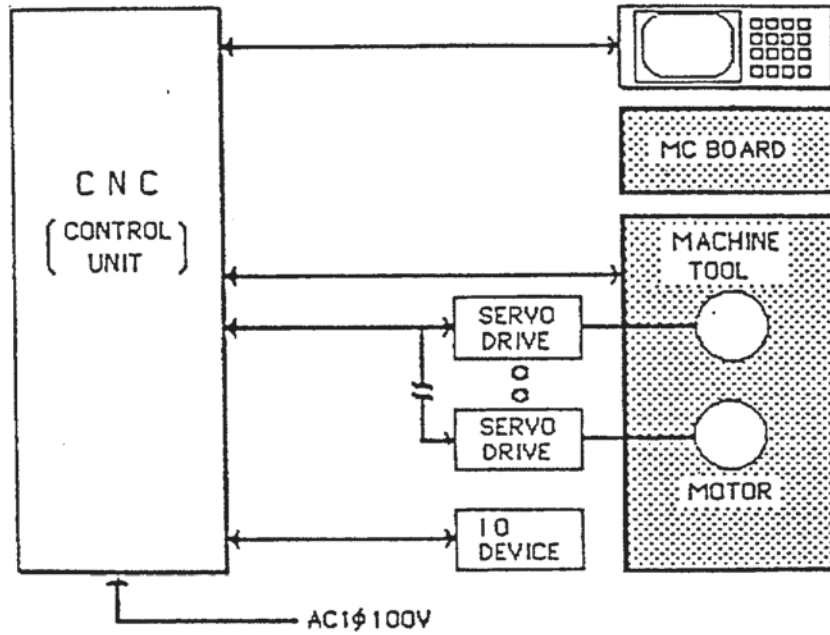 CNC
CONTROL
UNIT
MC BOARD
MACHINE
TOOL
SERVO
DRIVE
SERVO
DRIVE
MOTOR
IO
DEVICE
AC1φ100V